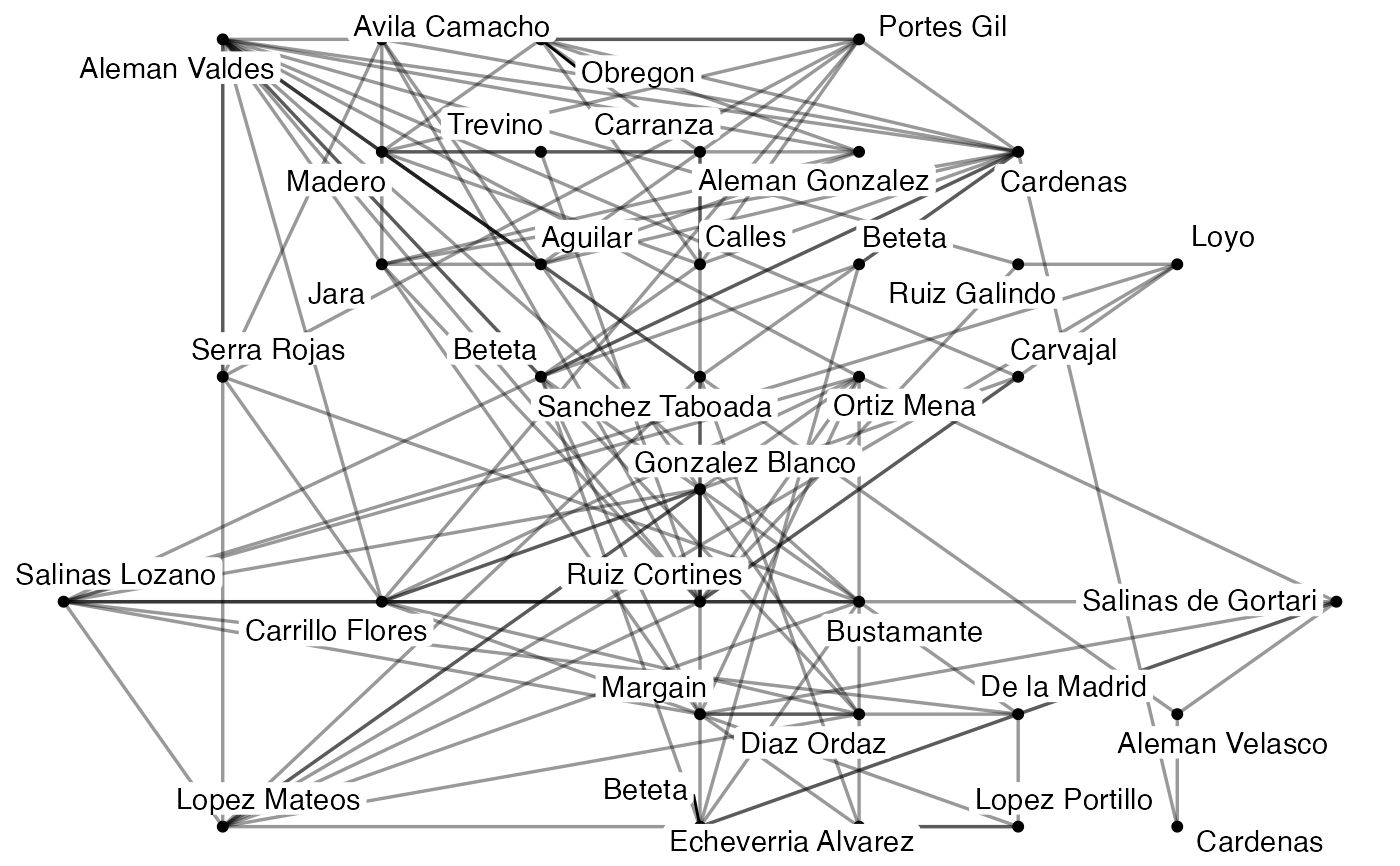 Avila Camacho
Portes Gil
Aleman Valdes
Obregon
Trevino
Carranza
Madero
Aleman Gonzalez
Cardenas
Aguilar
Calles
Beteta
Loyo
Jara
Ruiz Galindo
Serra Rojas
Beteta
Carvajal
Sanchez Taboada
Ortiz Mena
Gonzalez Blanco
Salinas Lozano
Ruiz Cortines
Salinas de Gortari
Carrillo Flores
Bustamante
Margain
De la Madrid
Diaz Ordaz
Aleman Velasco
Lopez Mateos
Beteta
Lopez Portillo
Echeverria Alvarez
Cardenas